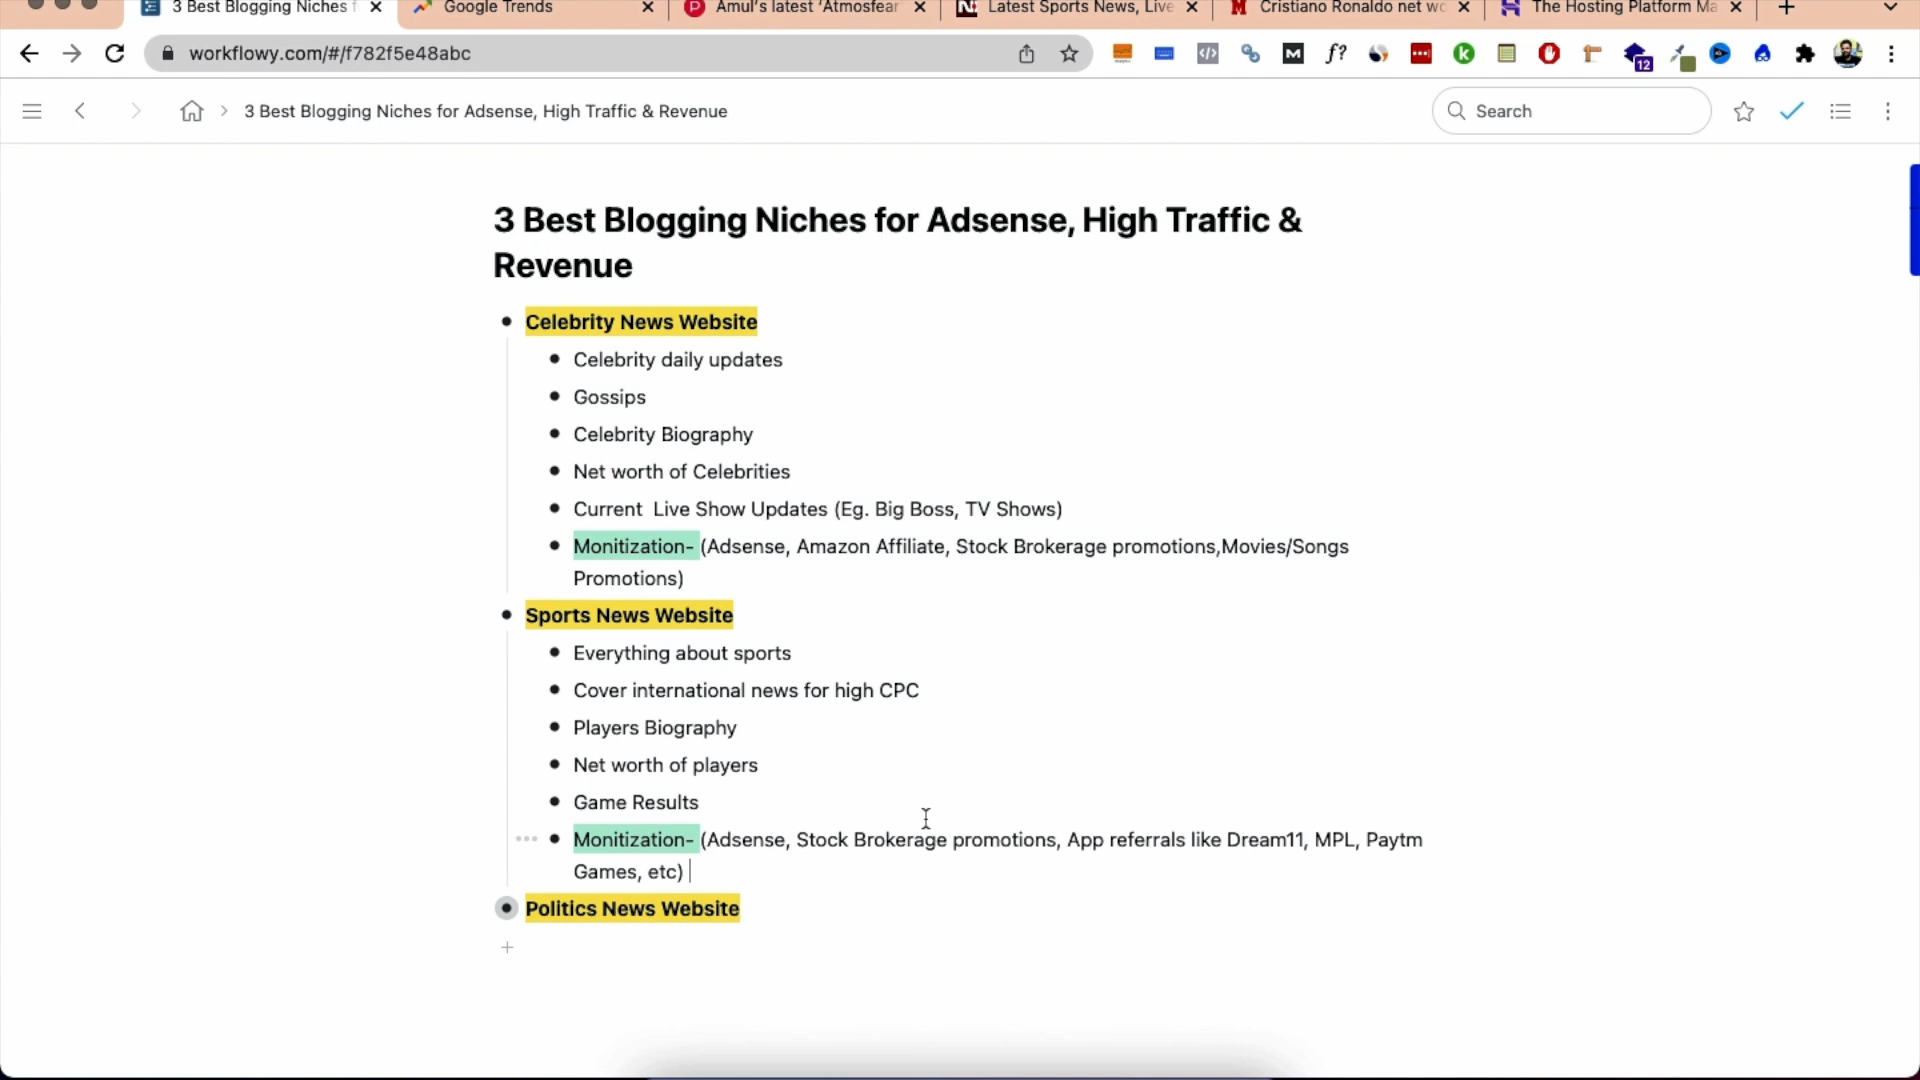 3 Best Blogging Niches f
Google Trends
Amul's latest 'Atmosfear
Latest Sports News, Live
Cristiano Ronaldo net wo
The Hosting Platform Ma
workflowy.com/#/f782f5e48abc
12
3 Best Blogging Niches for Adsense, High Traffic & Revenue
Search
3 Best Blogging Niches for Adsense, High Traffic &
Revenue
Celebrity News Website
Celebrity daily updates
Gossips
Celebrity Biography
Net worth of Celebrities
Current  Live Show Updates (Eg. Big Boss, TV Shows)
Monitization- (Adsense, Amazon Affiliate, Stock Brokerage promotions,Movies/Songs
Promotions)
Sports News Website
Everything about sports
Cover international news for high CPC
Players Biography
Net worth of players
Game Results
Monitization- (Adsense, Stock Brokerage promotions, App referrals like Dream11, MPL, Paytm
Games, etc)
Politics News Website